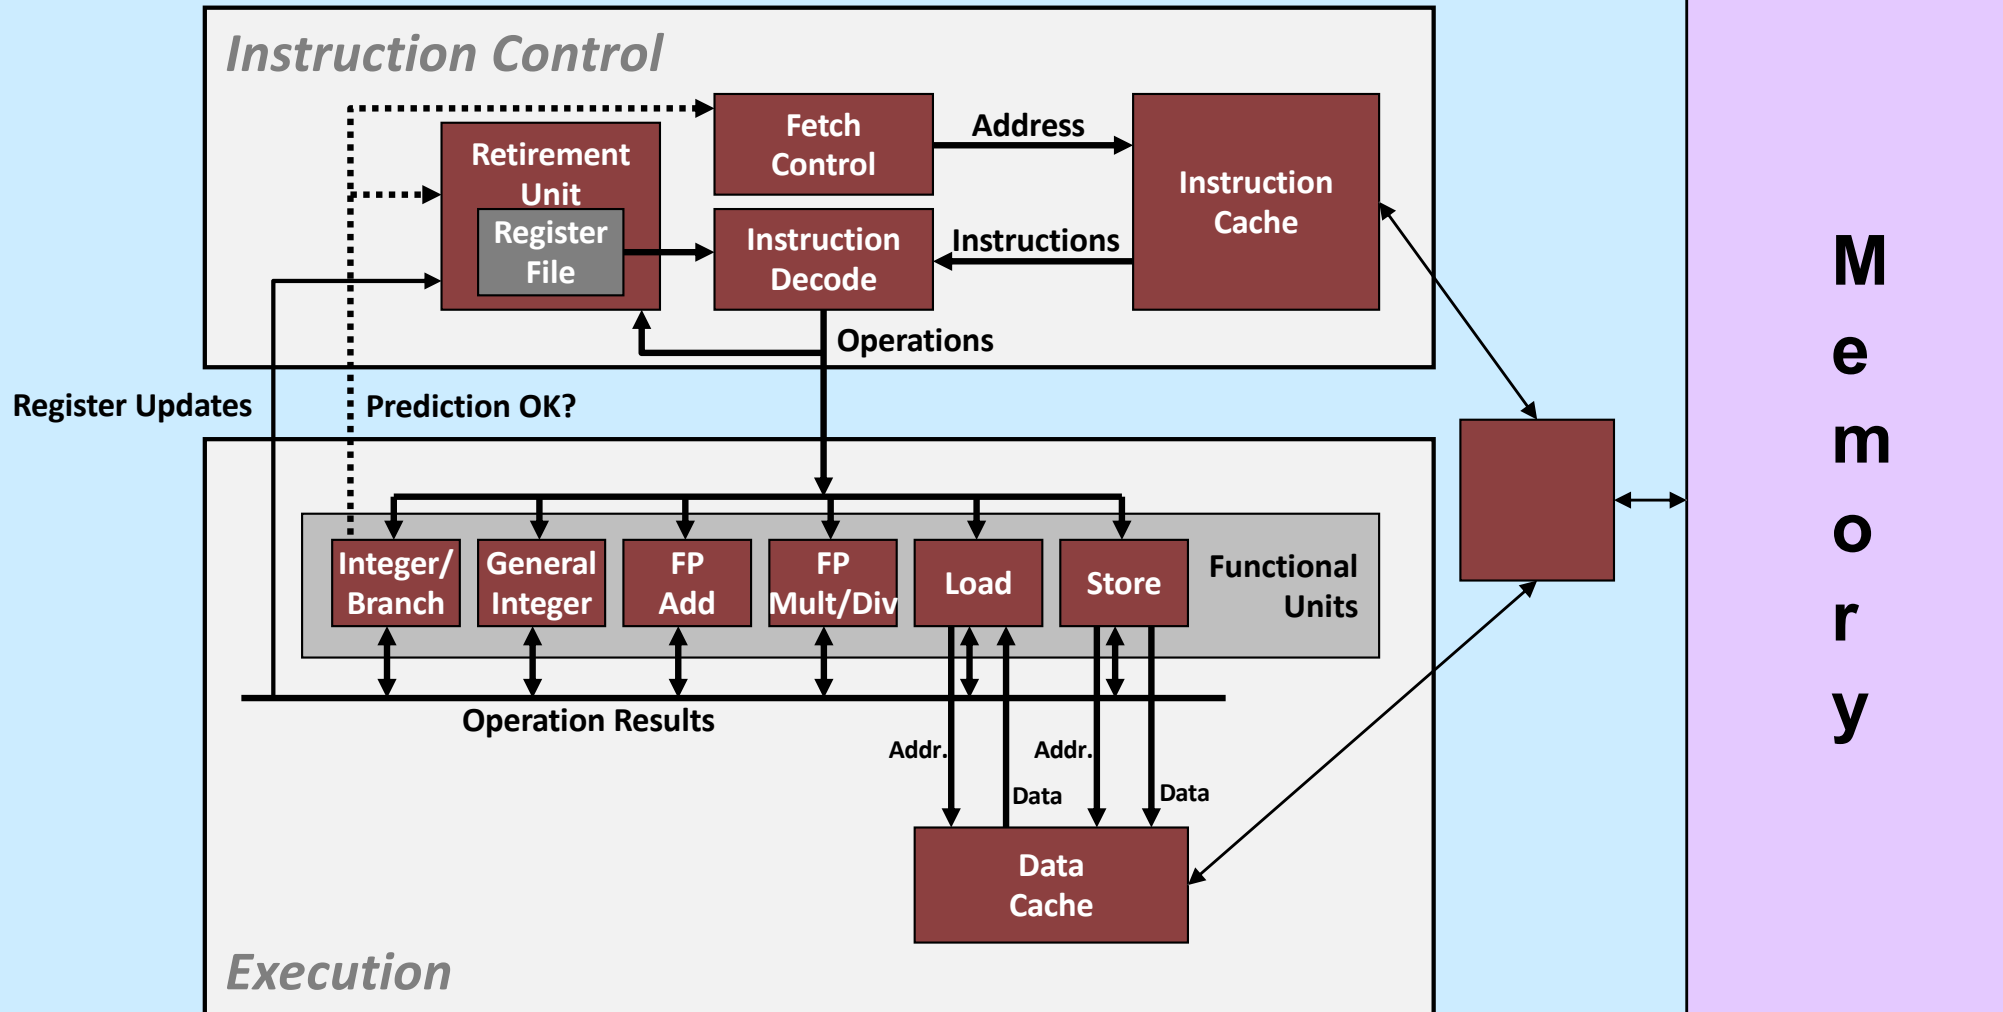 Instruction Control
Fetch
Control
Address
Retirement
Unit
Register
File
Instruction
Decode
Instructions
Instruction
Cache
Operations
Register Updates
Prediction OK?
Integer/
Branch
General
Integer
FP
Add
FP
Mult/Div
Load
Store
Functional
Units
Operation Results
Addr.
Data
Addr.
Data
Data
Cache
Execution
M
e
m
o
r
y